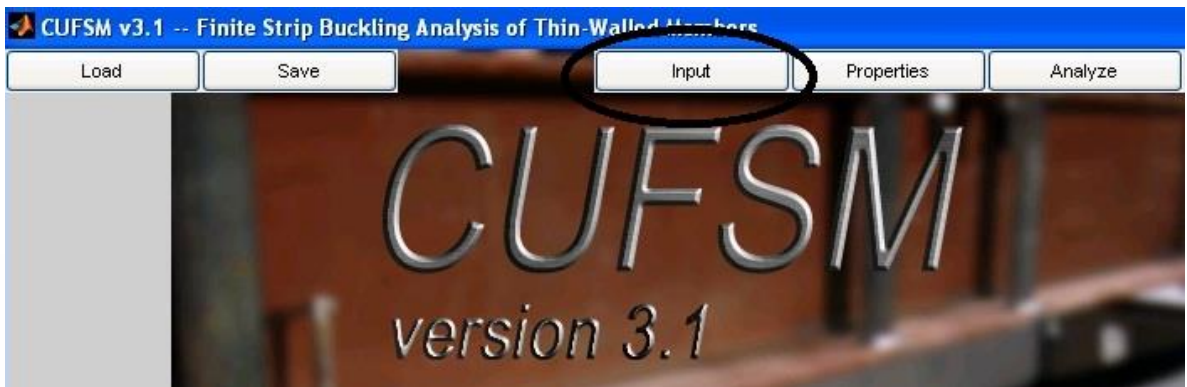 CUFSM v3.1 -- Finite Strip Buckling Analysis of Thin-Walled Members
Load Save Input Properties Analyze
CUFSM
version 3.1